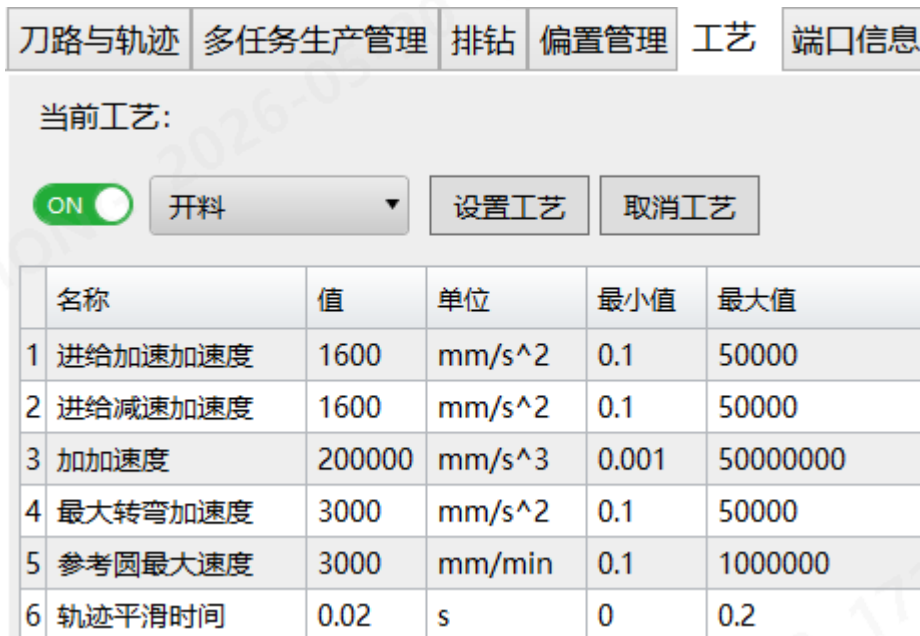 刀路与轨迹 多任务生产管理 排钻 偏置管理 工艺 端口信息
当前工艺:
ON 开料 设置工艺 取消工艺
名称 值 单位 最小值 最大值
1 进给加速加速度 1600 mm/s^2 0.1 50000
2 进给减速加速度 1600 mm/s^2 0.1 50000
3 加加速度 200000 mm/s^3 0.001 50000000
4 最大转弯加速度 3000 mm/s^2 0.1 50000
5 参考圆最大速度 3000 mm/min 0.1 1000000
6 轨迹平滑时间 0.02 s 0 0.2